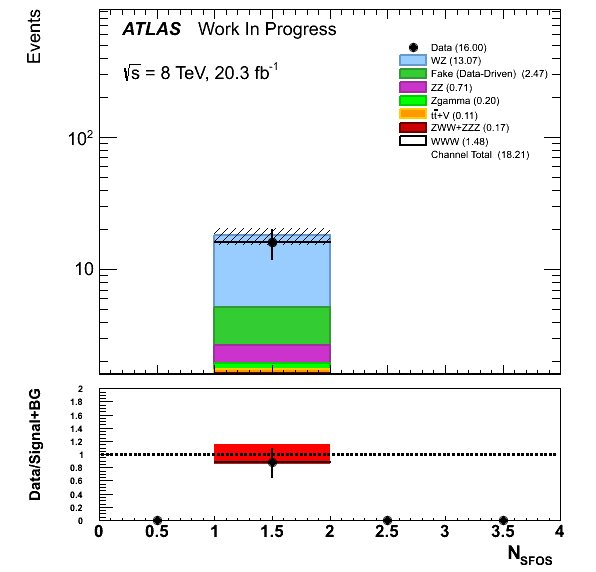 Events
ATLAS Work In Progress
√s = 8 TeV, 20.3 fb⁻¹
Data (16.00)
WZ (13.07)
Fake (Data-Driven) (2.47)
ZZ (0.71)
Zgamma (0.20)
tt̄+V (0.11)
ZWW+ZZZ (0.17)
WWW (1.48)
Channel Total (18.21)
10²
10
Data/Signal+BG
2
1.8
1.6
1.4
1.2
1
0.8
0.6
0.4
0.2
0
0 0.5 1 1.5 2 2.5 3 3.5 4
N_SFOS